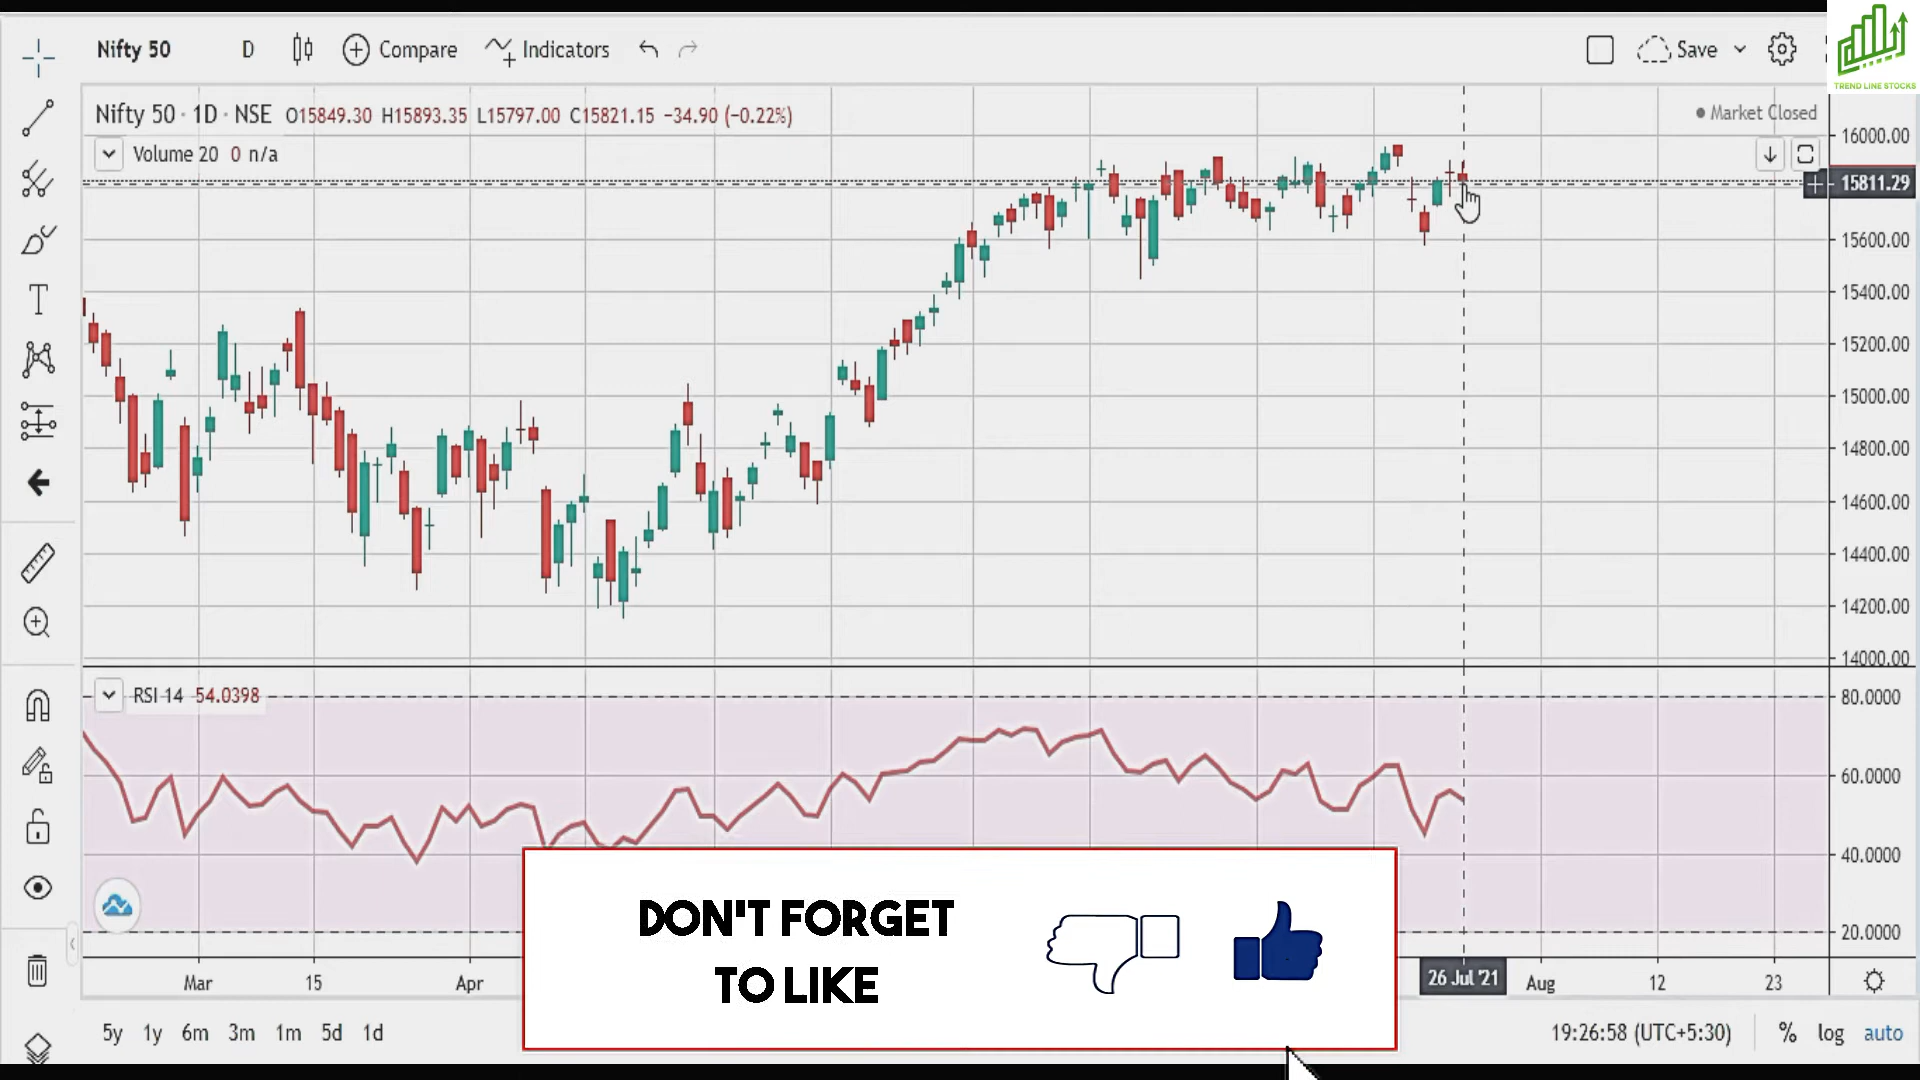 Nifty 50 D Compare Indicators Save
TREND LINE STOCKS
Nifty 50 · 1D · NSE O15849.30 H15893.35 L15797.00 C15821.15 −34.90 (−0.22%)
Market Closed
Volume 20 0 n/a
16000.00
15811.29
15600.00
15400.00
15200.00
15000.00
14800.00
14600.00
14400.00
14200.00
14000.00
RSI 14 54.0398
80.0000
60.0000
40.0000
20.0000
DON'T FORGET
TO LIKE
Mar 15 Apr 26 Jul '21 Aug 12 23
5y 1y 6m 3m 1m 5d 1d
19:26:58 (UTC+5:30) % log auto